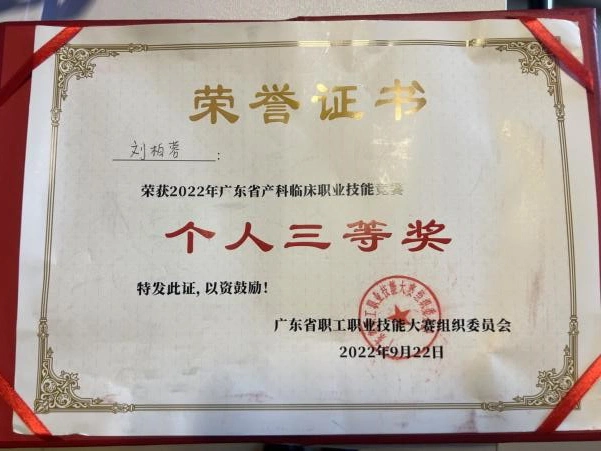 荣誉证书
刘柏蓉:
荣获2022年广东省产科临床职业技能竞赛
个人三等奖
特发此证,以资鼓励!
广东省职工职业技能大赛组织委员会
2022年9月22日